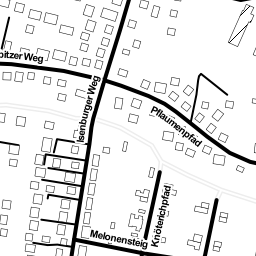 bitzer Weg
Isenburger Weg
Pflaumenpfad
Knöterichpfad
Melonensteig